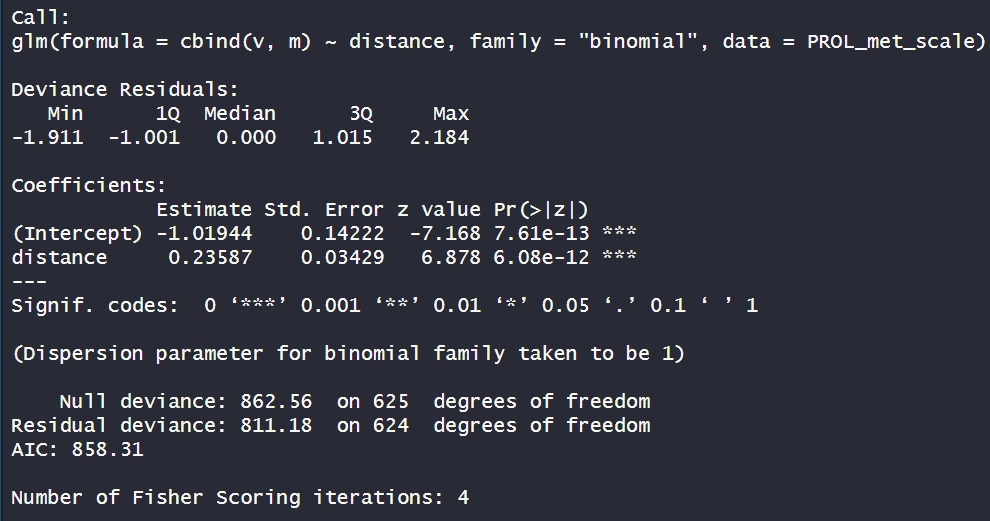 Call:
glm(formula = cbind(v, m) ~ distance, family = "binomial", data = PROL_met_scale)
Deviance Residuals:
   Min      1Q  Median      3Q     Max
-1.911  -1.001   0.000   1.015   2.184
Coefficients:
            Estimate Std. Error z value Pr(>|z|)
(Intercept) -1.01944    0.14222  -7.168 7.61e-13 ***
distance     0.23587    0.03429   6.878 6.08e-12 ***
---
Signif. codes:  0 ‘***’ 0.001 ‘**’ 0.01 ‘*’ 0.05 ‘.’ 0.1 ‘ ’ 1
(Dispersion parameter for binomial family taken to be 1)
    Null deviance: 862.56  on 625  degrees of freedom
Residual deviance: 811.18  on 624  degrees of freedom
AIC: 858.31
Number of Fisher Scoring iterations: 4